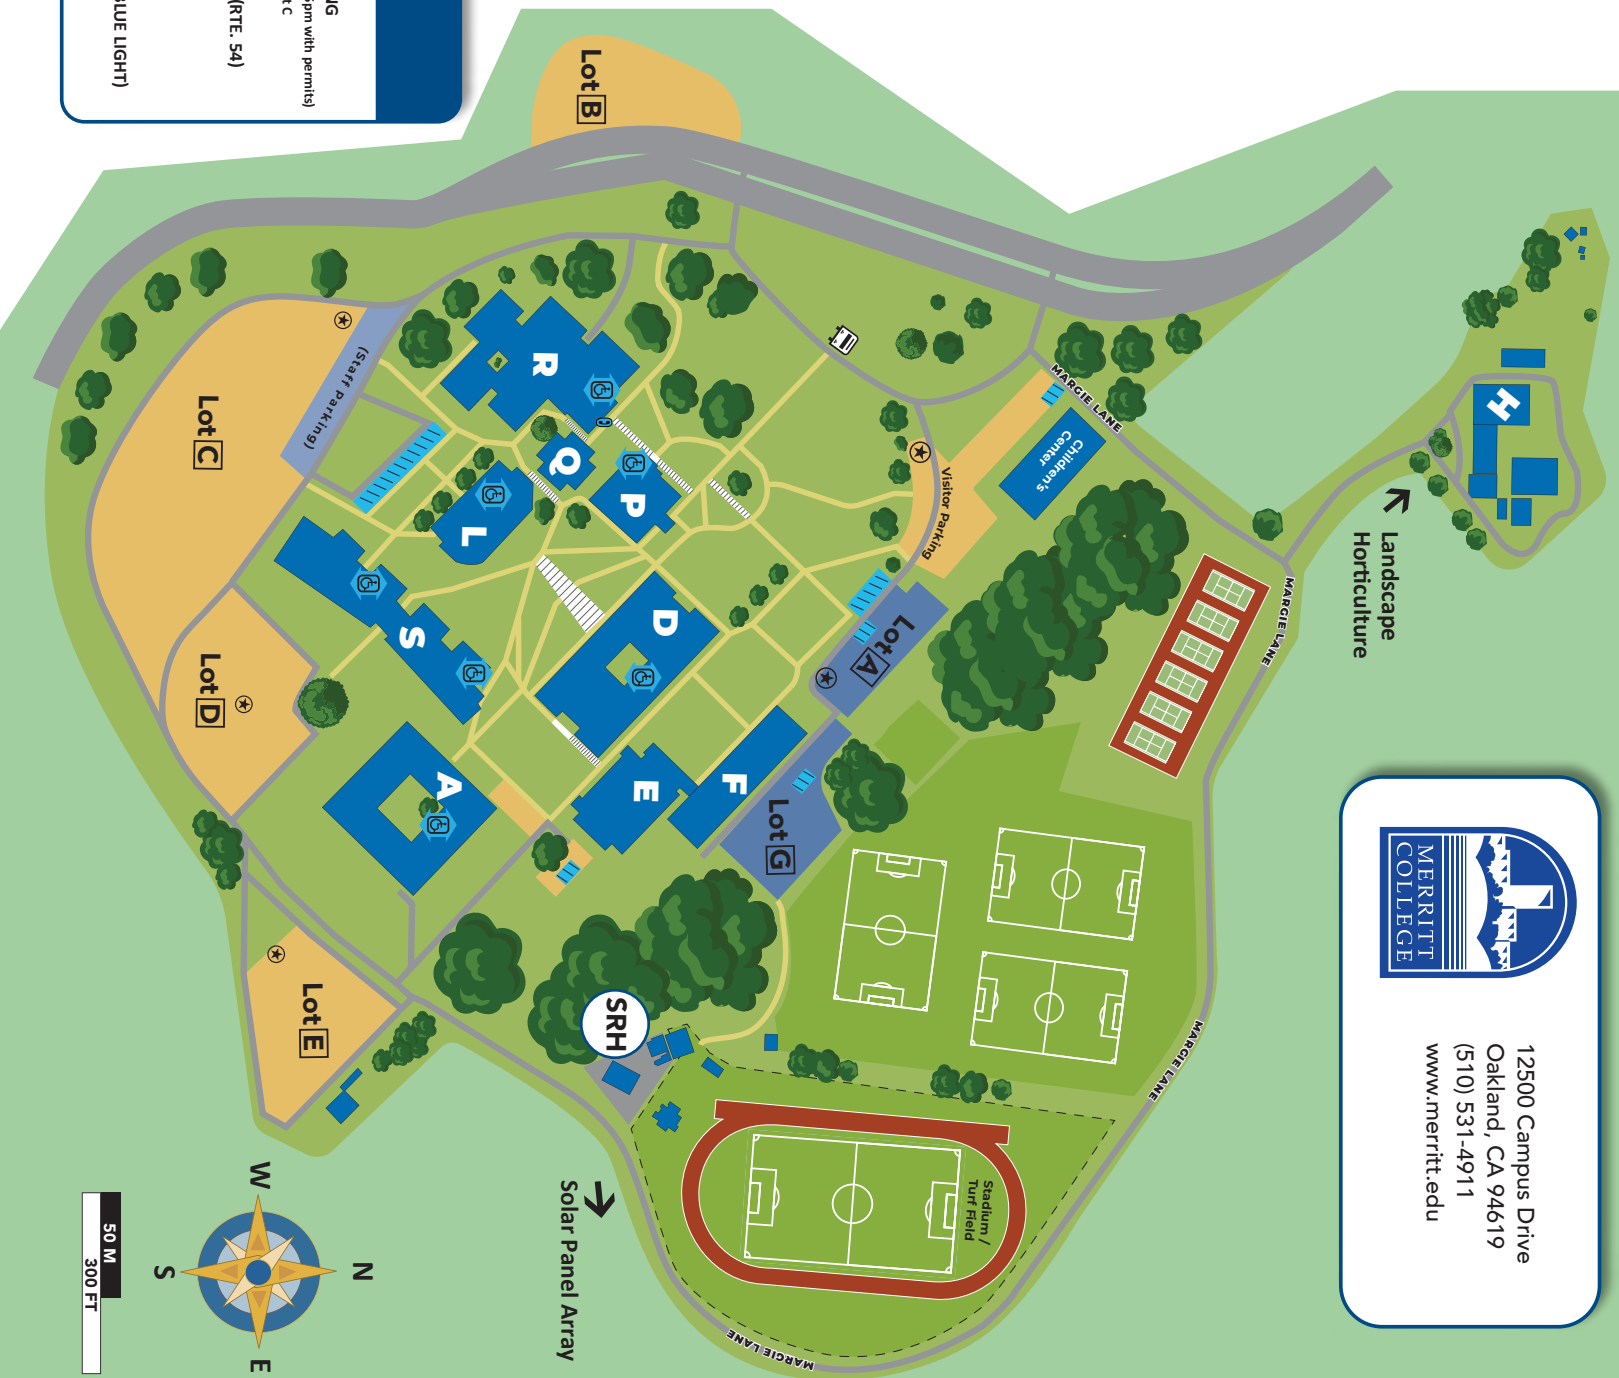 NG
5pm with permits)
t C
(RTE. 54)
BLUE LIGHT)
Lot B
Lot C
(Staff Parking)
Lot D
Lot E
R
Q
P
L
S
D
A
E
F
Lot G
Lot A
Visitor Parking
Children's
Center
MARGIE LANE
MARGIE LANE
MARGIE LANE
MARGIE LANE
H
Landscape
Horticulture
SRH
Stadium /
Turf Field
Solar Panel Array
MERRITT
COLLEGE
12500 Campus Drive
Oakland, CA 94619
(510) 531-4911
www.merritt.edu
N
W
E
S
50 M
300 FT